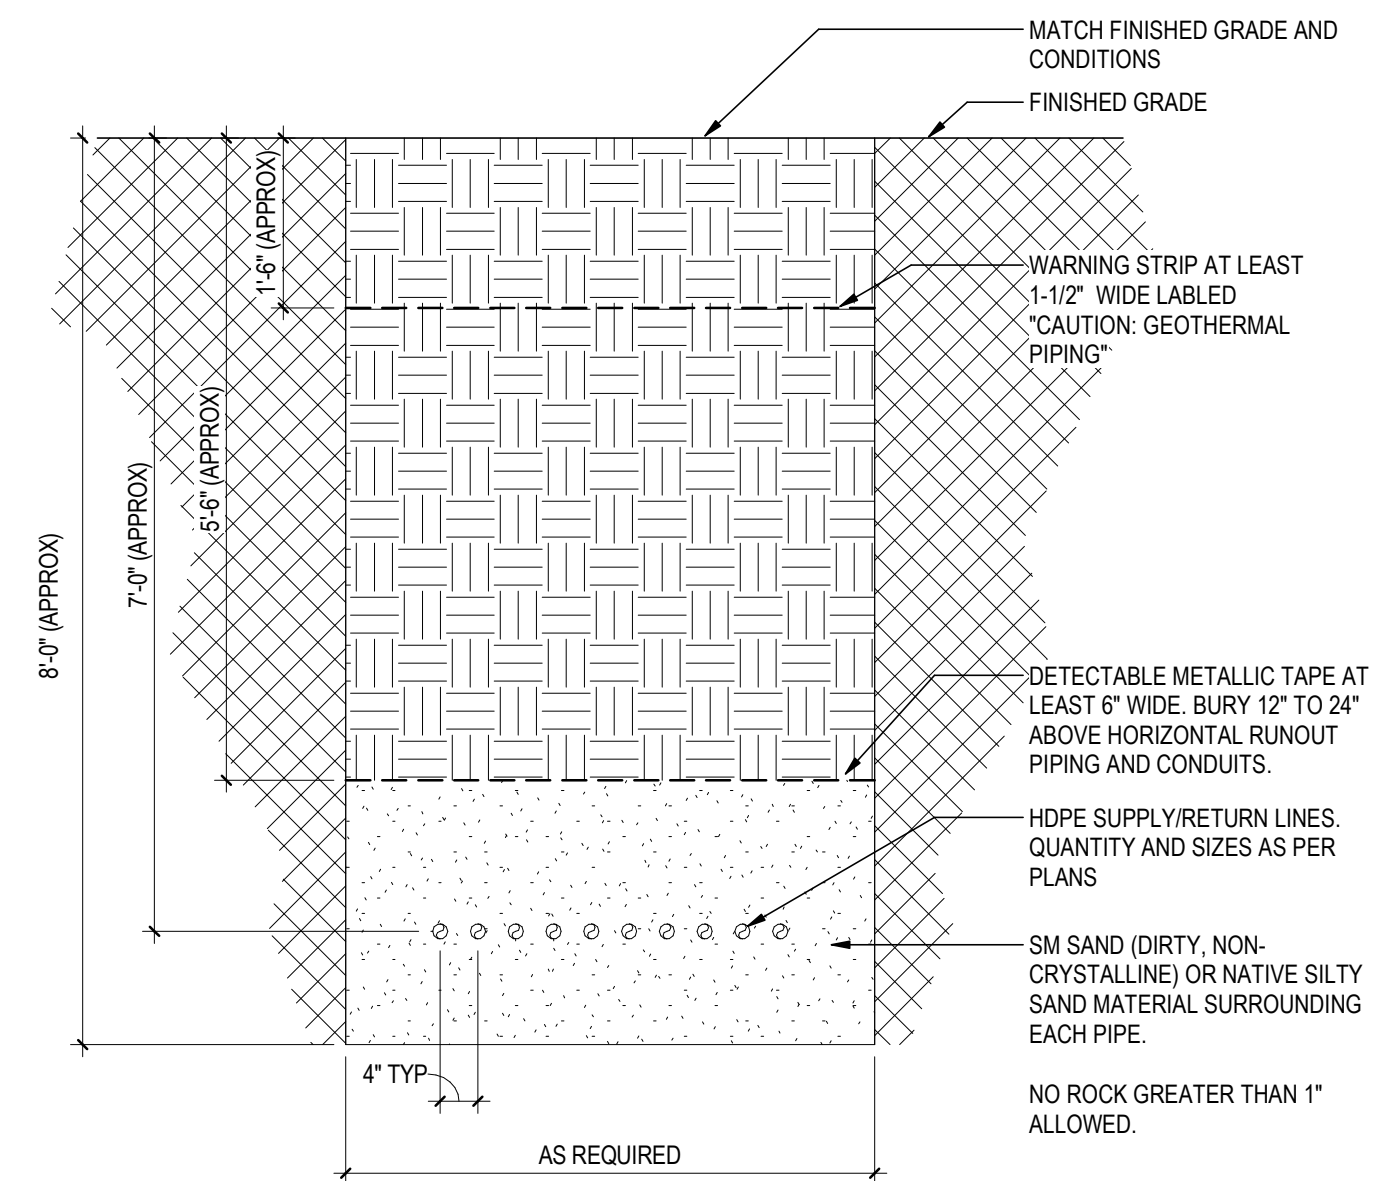 MATCH FINISHED GRADE AND
CONDITIONS
FINISHED GRADE
1'-6" (APPROX)
WARNING STRIP AT LEAST
1-1/2" WIDE LABLED
"CAUTION: GEOTHERMAL
PIPING"
5'-6" (APPROX)
7'-0" (APPROX)
8'-0" (APPROX)
DETECTABLE METALLIC TAPE AT
LEAST 6" WIDE. BURY 12" TO 24"
ABOVE HORIZONTAL RUNOUT
PIPING AND CONDUITS.
HDPE SUPPLY/RETURN LINES.
QUANTITY AND SIZES AS PER
PLANS
SM SAND (DIRTY, NON-
CRYSTALLINE) OR NATIVE SILTY
SAND MATERIAL SURROUNDING
EACH PIPE.
NO ROCK GREATER THAN 1"
ALLOWED.
4" TYP
AS REQUIRED